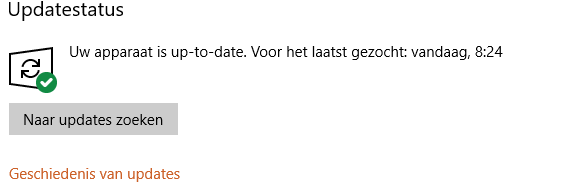 Updatestatus
Uw apparaat is up-to-date. Voor het laatst gezocht: vandaag, 8:24
Naar updates zoeken
Geschiedenis van updates